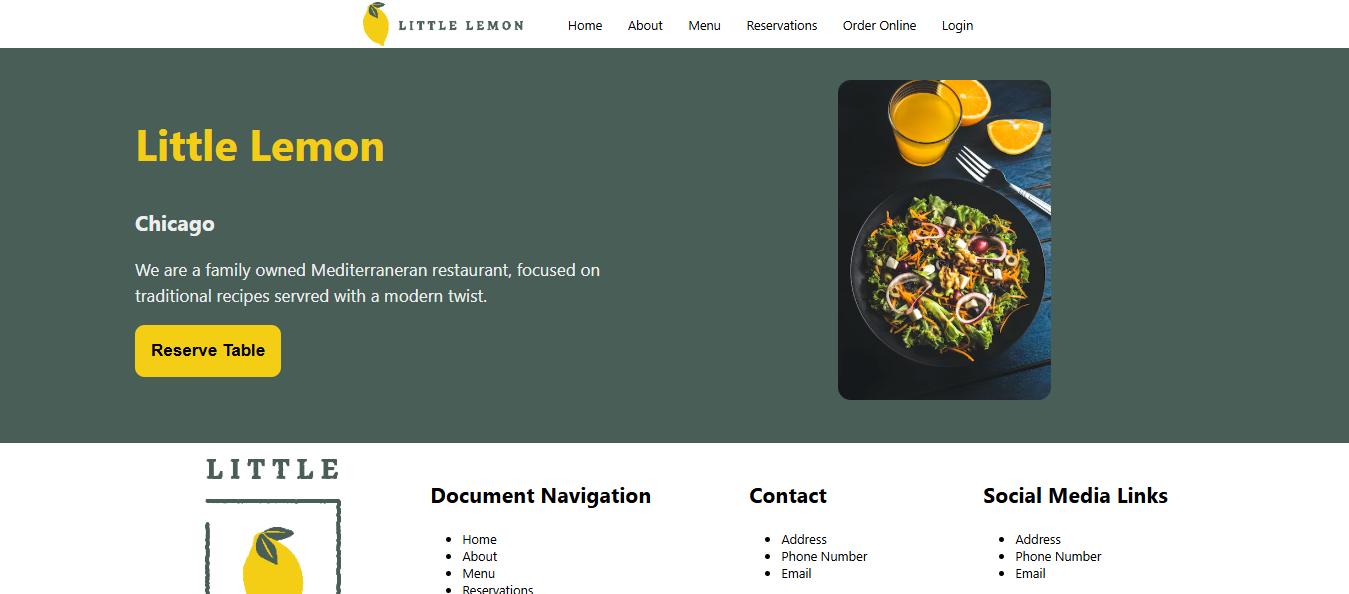 LITTLE LEMON
Home About Menu Reservations Order Online Login
Little Lemon
Chicago
We are a family owned Mediterraneran restaurant, focused on
traditional recipes servred with a modern twist.
Reserve Table
LITTLE
Document Navigation
Home
About
Menu
Reservations
Contact
Address
Phone Number
Email
Social Media Links
Address
Phone Number
Email